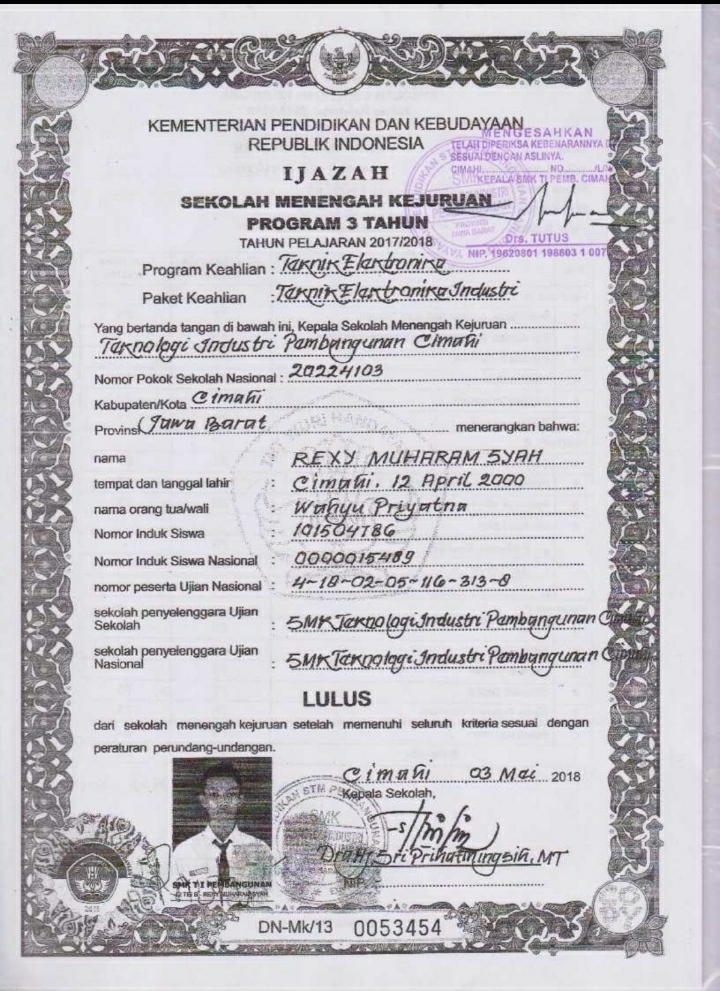 KEMENTERIAN PENDIDIKAN DAN KEBUDAYAAN
REPUBLIK INDONESIA
MENGESAHKAN
TELAH DIPERIKSA KEBENARANNYA D
SESUAI DENGAN ASLINYA.
CIMAHI, NO. /L/
KEPALA SMK TI PEMB. CIMAHI
Drs. TUTUS
NIP. 19620801 198603 1 007
IJAZAH
SEKOLAH MENENGAH KEJURUAN
PROGRAM 3 TAHUN
TAHUN PELAJARAN 2017/2018
Program Keahlian : Teknik Elektronika
Paket Keahlian : Teknik Elektronika Industri
Yang bertanda tangan di bawah ini, Kepala Sekolah Menengah Kejuruan
Teknologi Industri Pembangunan Cimahi
Nomor Pokok Sekolah Nasional : 20224103
Kabupaten/Kota Cimahi
Provinsi Jawa Barat menerangkan bahwa:
nama REXY MUHARAM SYAH
tempat dan tanggal lahir : Cimahi, 12 April 2000
nama orang tua/wali : Wahyu Priyatna
Nomor Induk Siswa : 101504786
Nomor Induk Siswa Nasional : 0000015489
nomor peserta Ujian Nasional : 4-18-02-05-116-313-8
sekolah penyelenggara Ujian
Sekolah : SMK Teknologi Industri Pembangunan Cimahi
sekolah penyelenggara Ujian
Nasional : SMK Teknologi Industri Pembangunan Cimahi
LULUS
dari sekolah menengah kejuruan setelah memenuhi seluruh kriteria sesuai dengan
peraturan perundang-undangan.
Cimahi, 03 Mei 2018
Kepala Sekolah,
SMK
Dra. Hj. Sri Prihatiningsih, MT
NIP.
SMK T I PEMBANGUNAN
DN-Mk/13 0053454